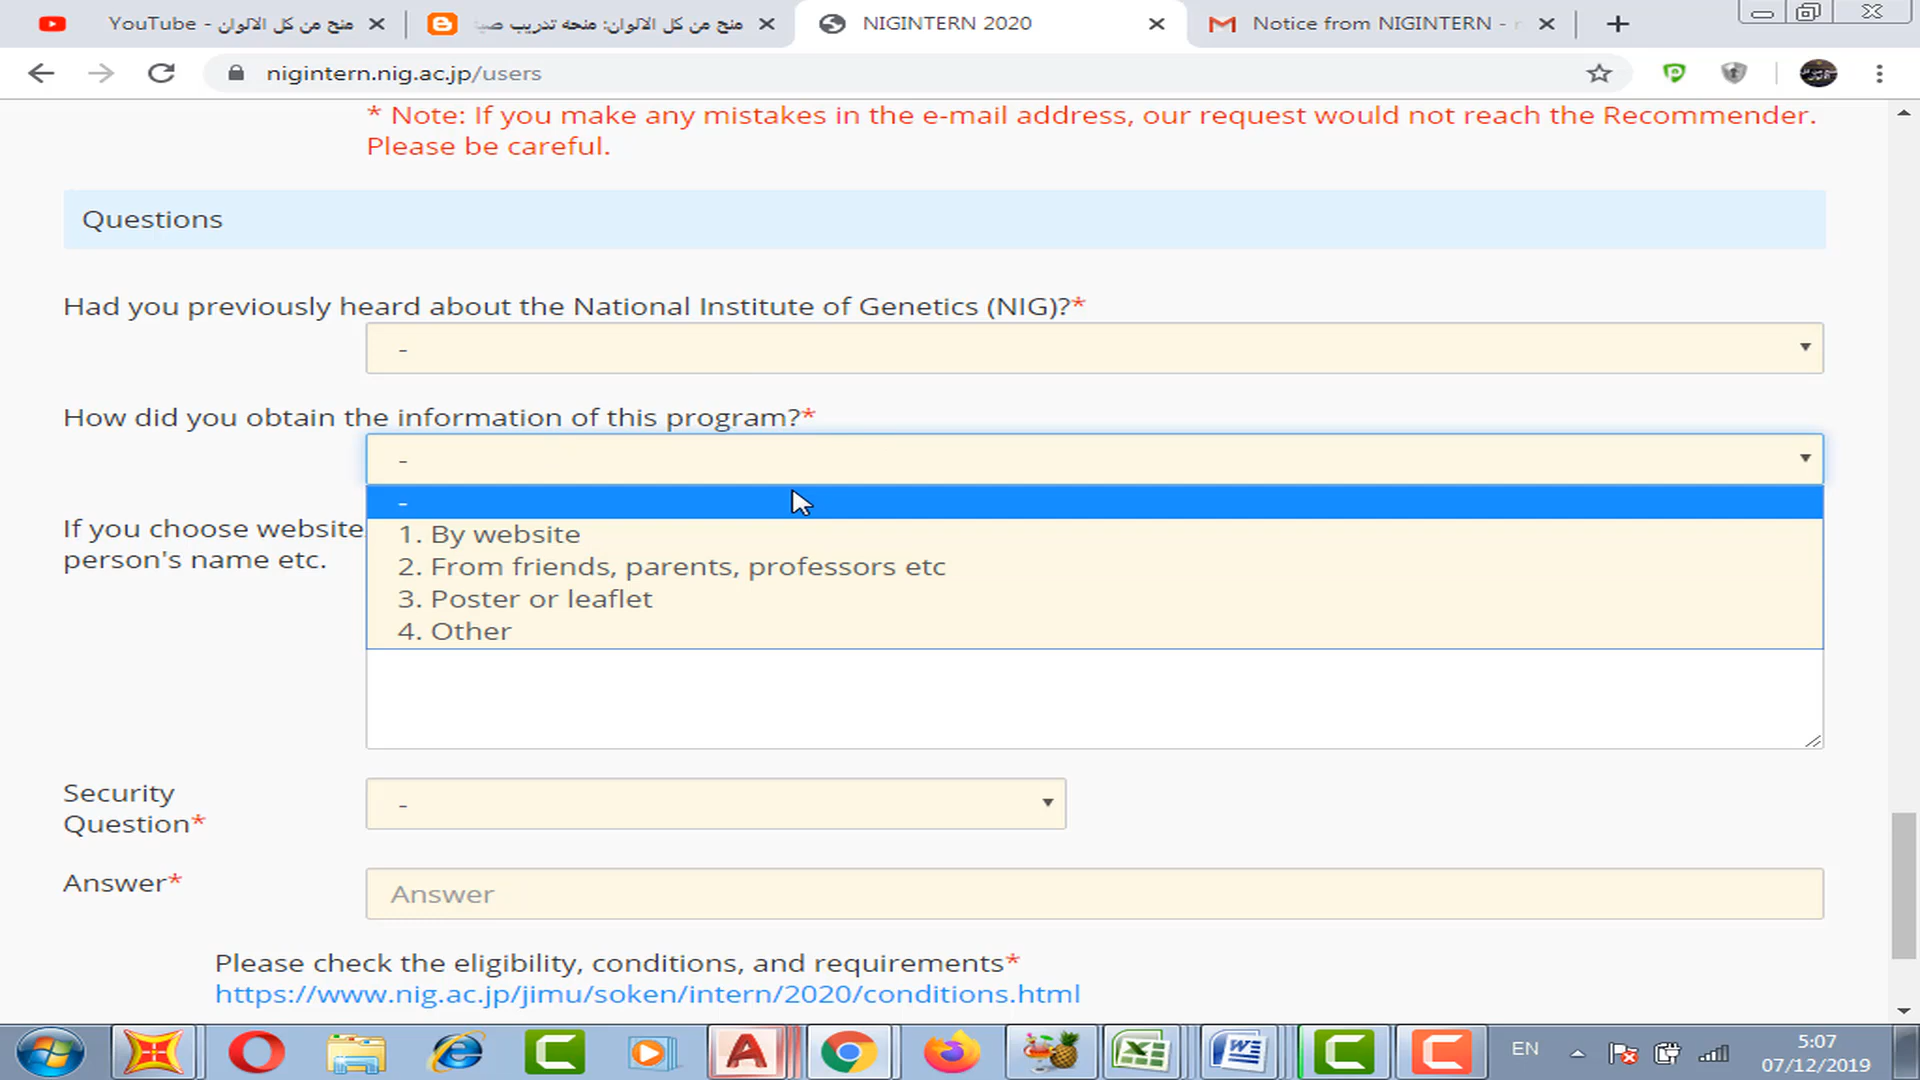 منح من كل الالوان - YouTube
منح من كل الالوان: منحه تدريب صي
NIGINTERN 2020
Notice from NIGINTERN -
nigintern.nig.ac.jp/users
* Note: If you make any mistakes in the e-mail address, our request would not reach the Recommender.
Please be careful.
Questions
Had you previously heard about the National Institute of Genetics (NIG)?*
-
How did you obtain the information of this program?*
-
-
1. By website
If you choose website
person's name etc.
2. From friends, parents, professors etc
3. Poster or leaflet
4. Other
Security
Question*
-
Answer*
Answer
Please check the eligibility, conditions, and requirements*
https://www.nig.ac.jp/jimu/soken/intern/2020/conditions.html
EN
5:07
07/12/2019